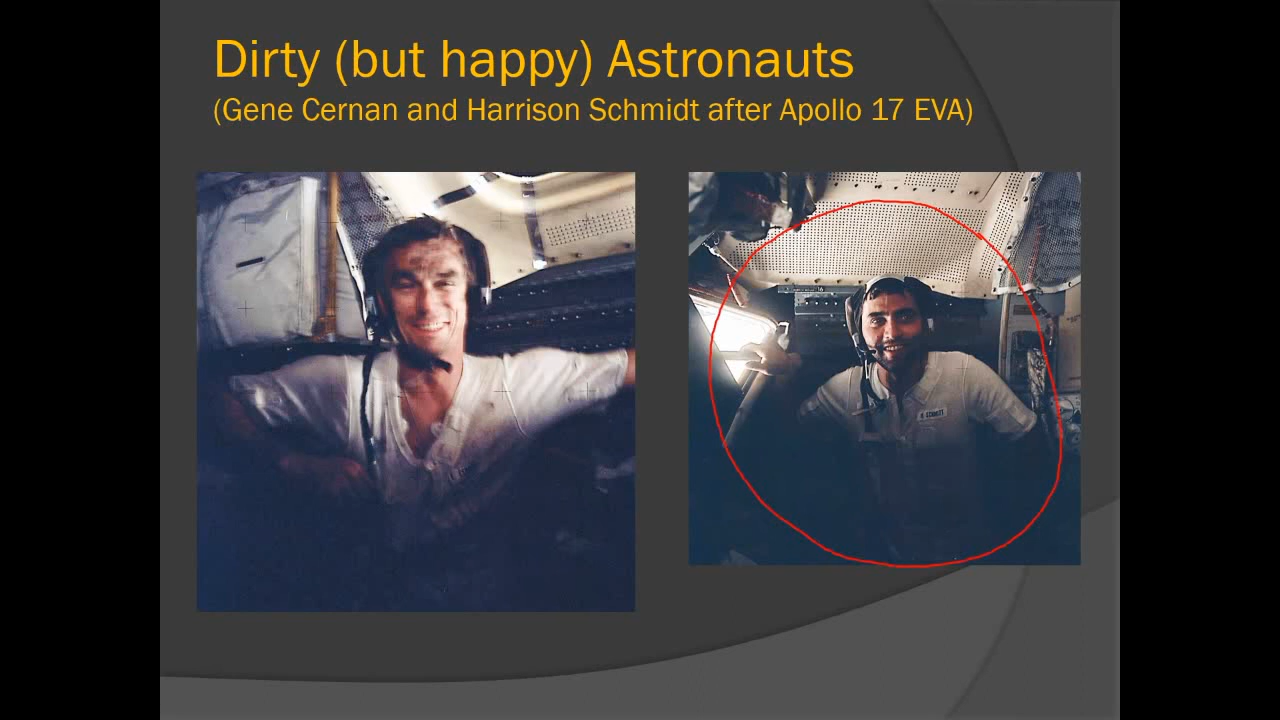 Dirty (but happy) Astronauts
(Gene Cernan and Harrison Schmidt after Apollo 17 EVA)